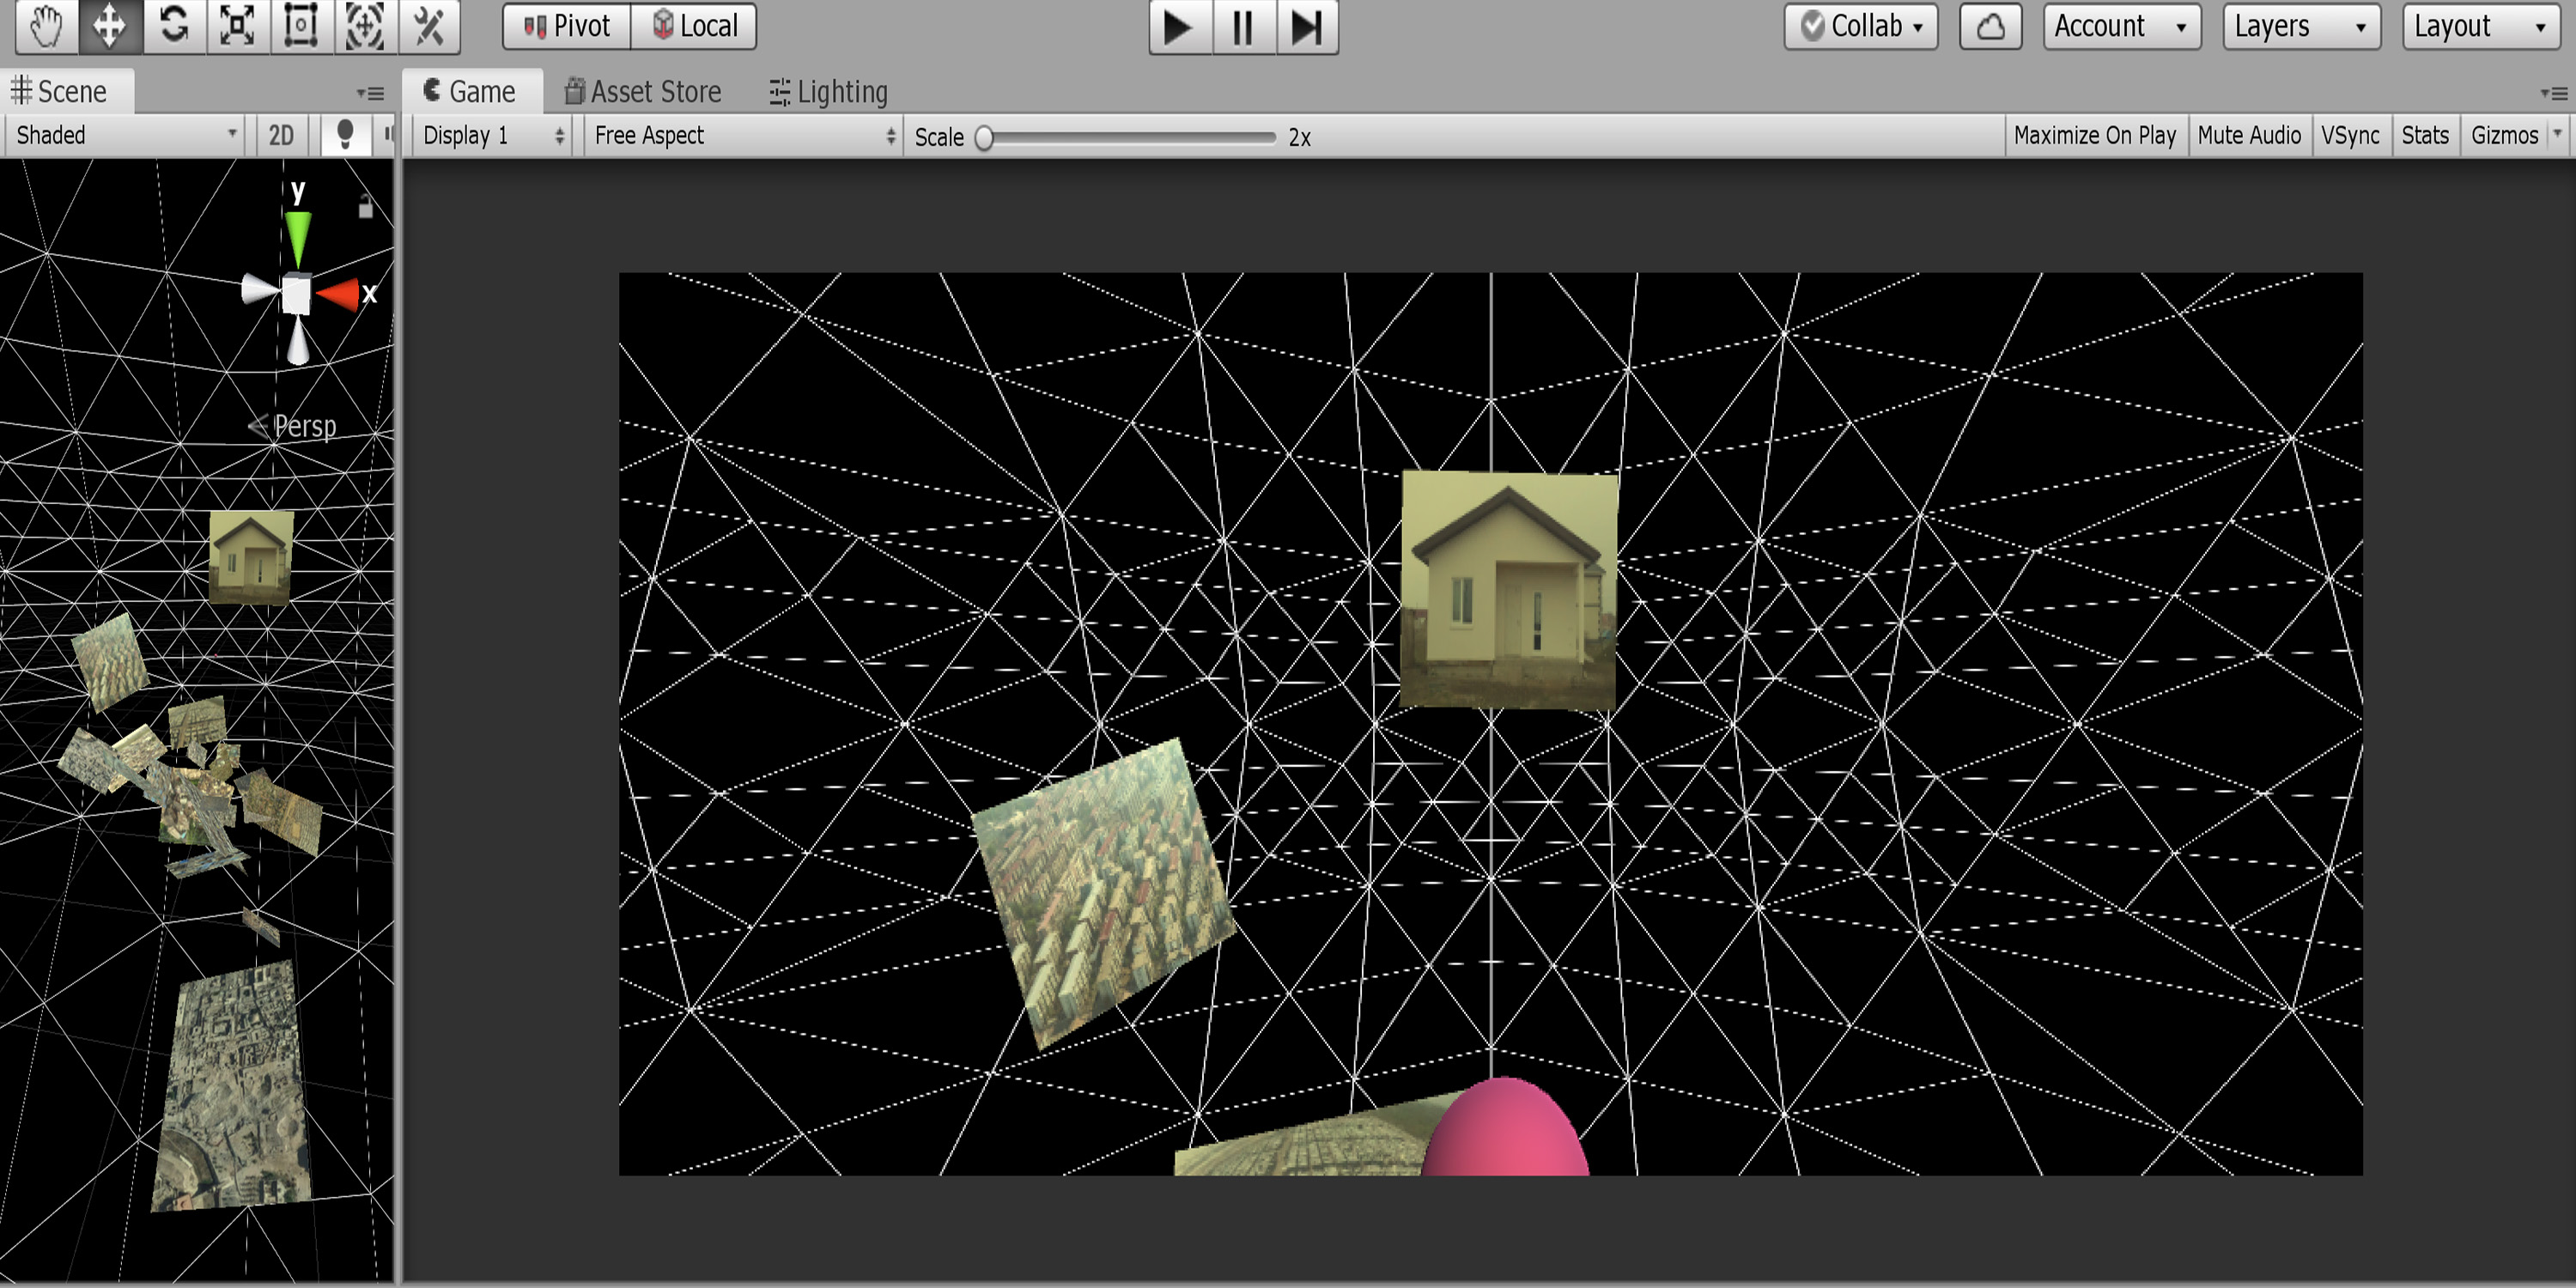 Pivot Local Collab Account Layers Layout
Scene Game Asset Store Lighting
Shaded 2D Display 1 Free Aspect Scale 2x Maximize On Play Mute Audio VSync Stats Gizmos
y
x
Persp